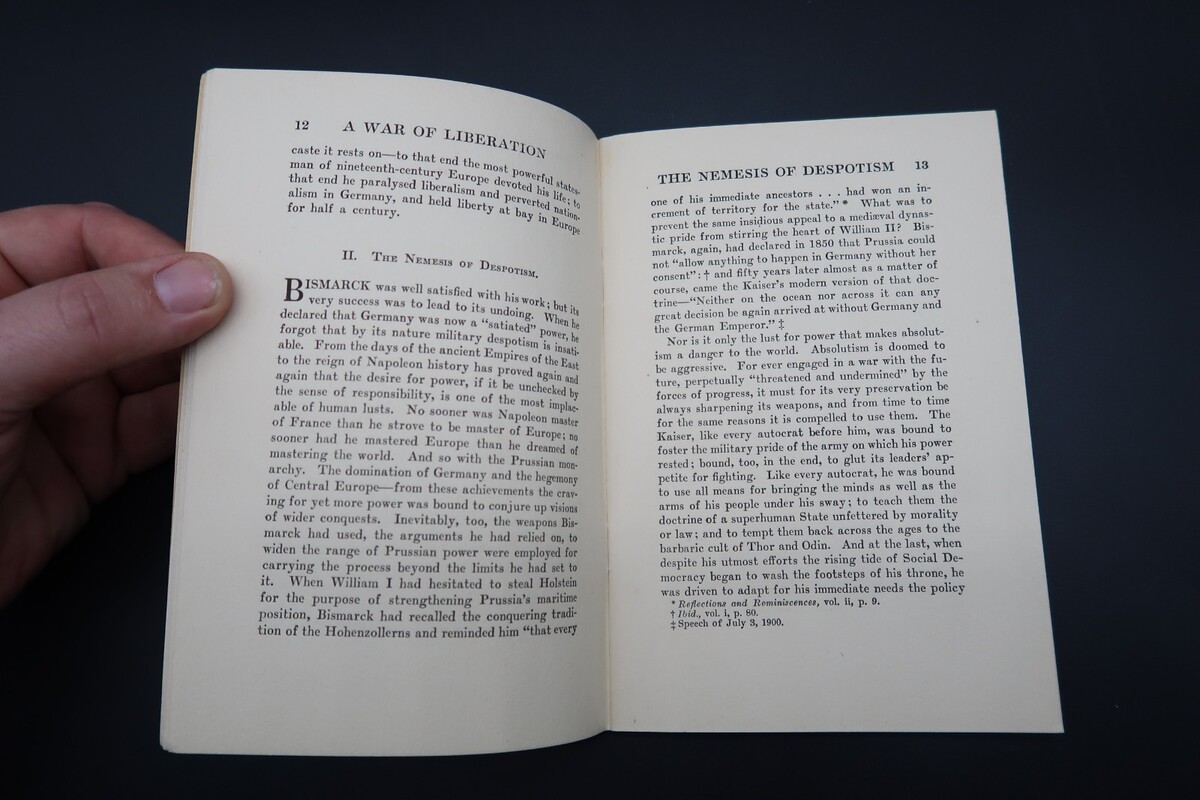 12 A WAR OF LIBERATION
caste it rests on—to that end the most powerful states-
man of nineteenth-century Europe devoted his life; to
that end he paralysed liberalism and perverted nation-
alism in Germany, and held liberty at bay in Europe
for half a century.
II. The Nemesis of Despotism.
BISMARCK was well satisfied with his work; but its
very success was to lead to its undoing. When he
declared that Germany was now a "satiated" power, he
forgot that by its nature military despotism is insati-
able. From the days of the ancient Empires of the East
to the reign of Napoleon history has proved again and
again that the desire for power, if it be unchecked by
the sense of responsibility, is one of the most implac-
able of human lusts. No sooner was Napoleon master
of France than he strove to be master of Europe; no
sooner had he mastered Europe than he dreamed of
mastering the world. And so with the Prussian mon-
archy. The domination of Germany and the hegemony
of Central Europe—from these achievements the crav-
ing for yet more power was bound to conjure up visions
of wider conquests. Inevitably, too, the weapons Bis-
marck had used, the arguments he had relied on, to
widen the range of Prussian power were employed for
carrying the process beyond the limits he had set to
it. When William I had hesitated to steal Holstein
for the purpose of strengthening Prussia's maritime
position, Bismarck had recalled the conquering tradi-
tion of the Hohenzollerns and reminded him "that every
THE NEMESIS OF DESPOTISM 13
one of his immediate ancestors . . . had won an in-
crement of territory for the state."* What was to
prevent the same insidious appeal to a mediæval dynas-
tic pride from stirring the heart of William II? Bis-
marck, again, had declared in 1850 that Prussia could
not "allow anything to happen in Germany without her
consent": † and fifty years later almost as a matter of
course, came the Kaiser's modern version of that doc-
trine—"Neither on the ocean nor across it can any
great decision be again arrived at without Germany and
the German Emperor." ‡
Nor is it only the lust for power that makes absolut-
ism a danger to the world. Absolutism is doomed to
be aggressive. For ever engaged in a war with the fu-
ture, perpetually "threatened and undermined" by the
forces of progress, it must for its very preservation be
always sharpening its weapons, and from time to time
for the same reasons it is compelled to use them. The
Kaiser, like every autocrat before him, was bound to
foster the military pride of the army on which his power
rested; bound, too, in the end, to glut its leaders' ap-
petite for fighting. Like every autocrat, he was bound
to use all means for bringing the minds as well as the
arms of his people under his sway; to teach them the
doctrine of a superhuman State unfettered by morality
or law; and to tempt them back across the ages to the
barbaric cult of Thor and Odin. And at the last, when
despite his utmost efforts the rising tide of Social De-
mocracy began to wash the footsteps of his throne, he
was driven to adapt for his immediate needs the policy
* Reflections and Reminiscences, vol. ii, p. 9.
† Ibid., vol. i, p. 80.
‡ Speech of July 3, 1900.